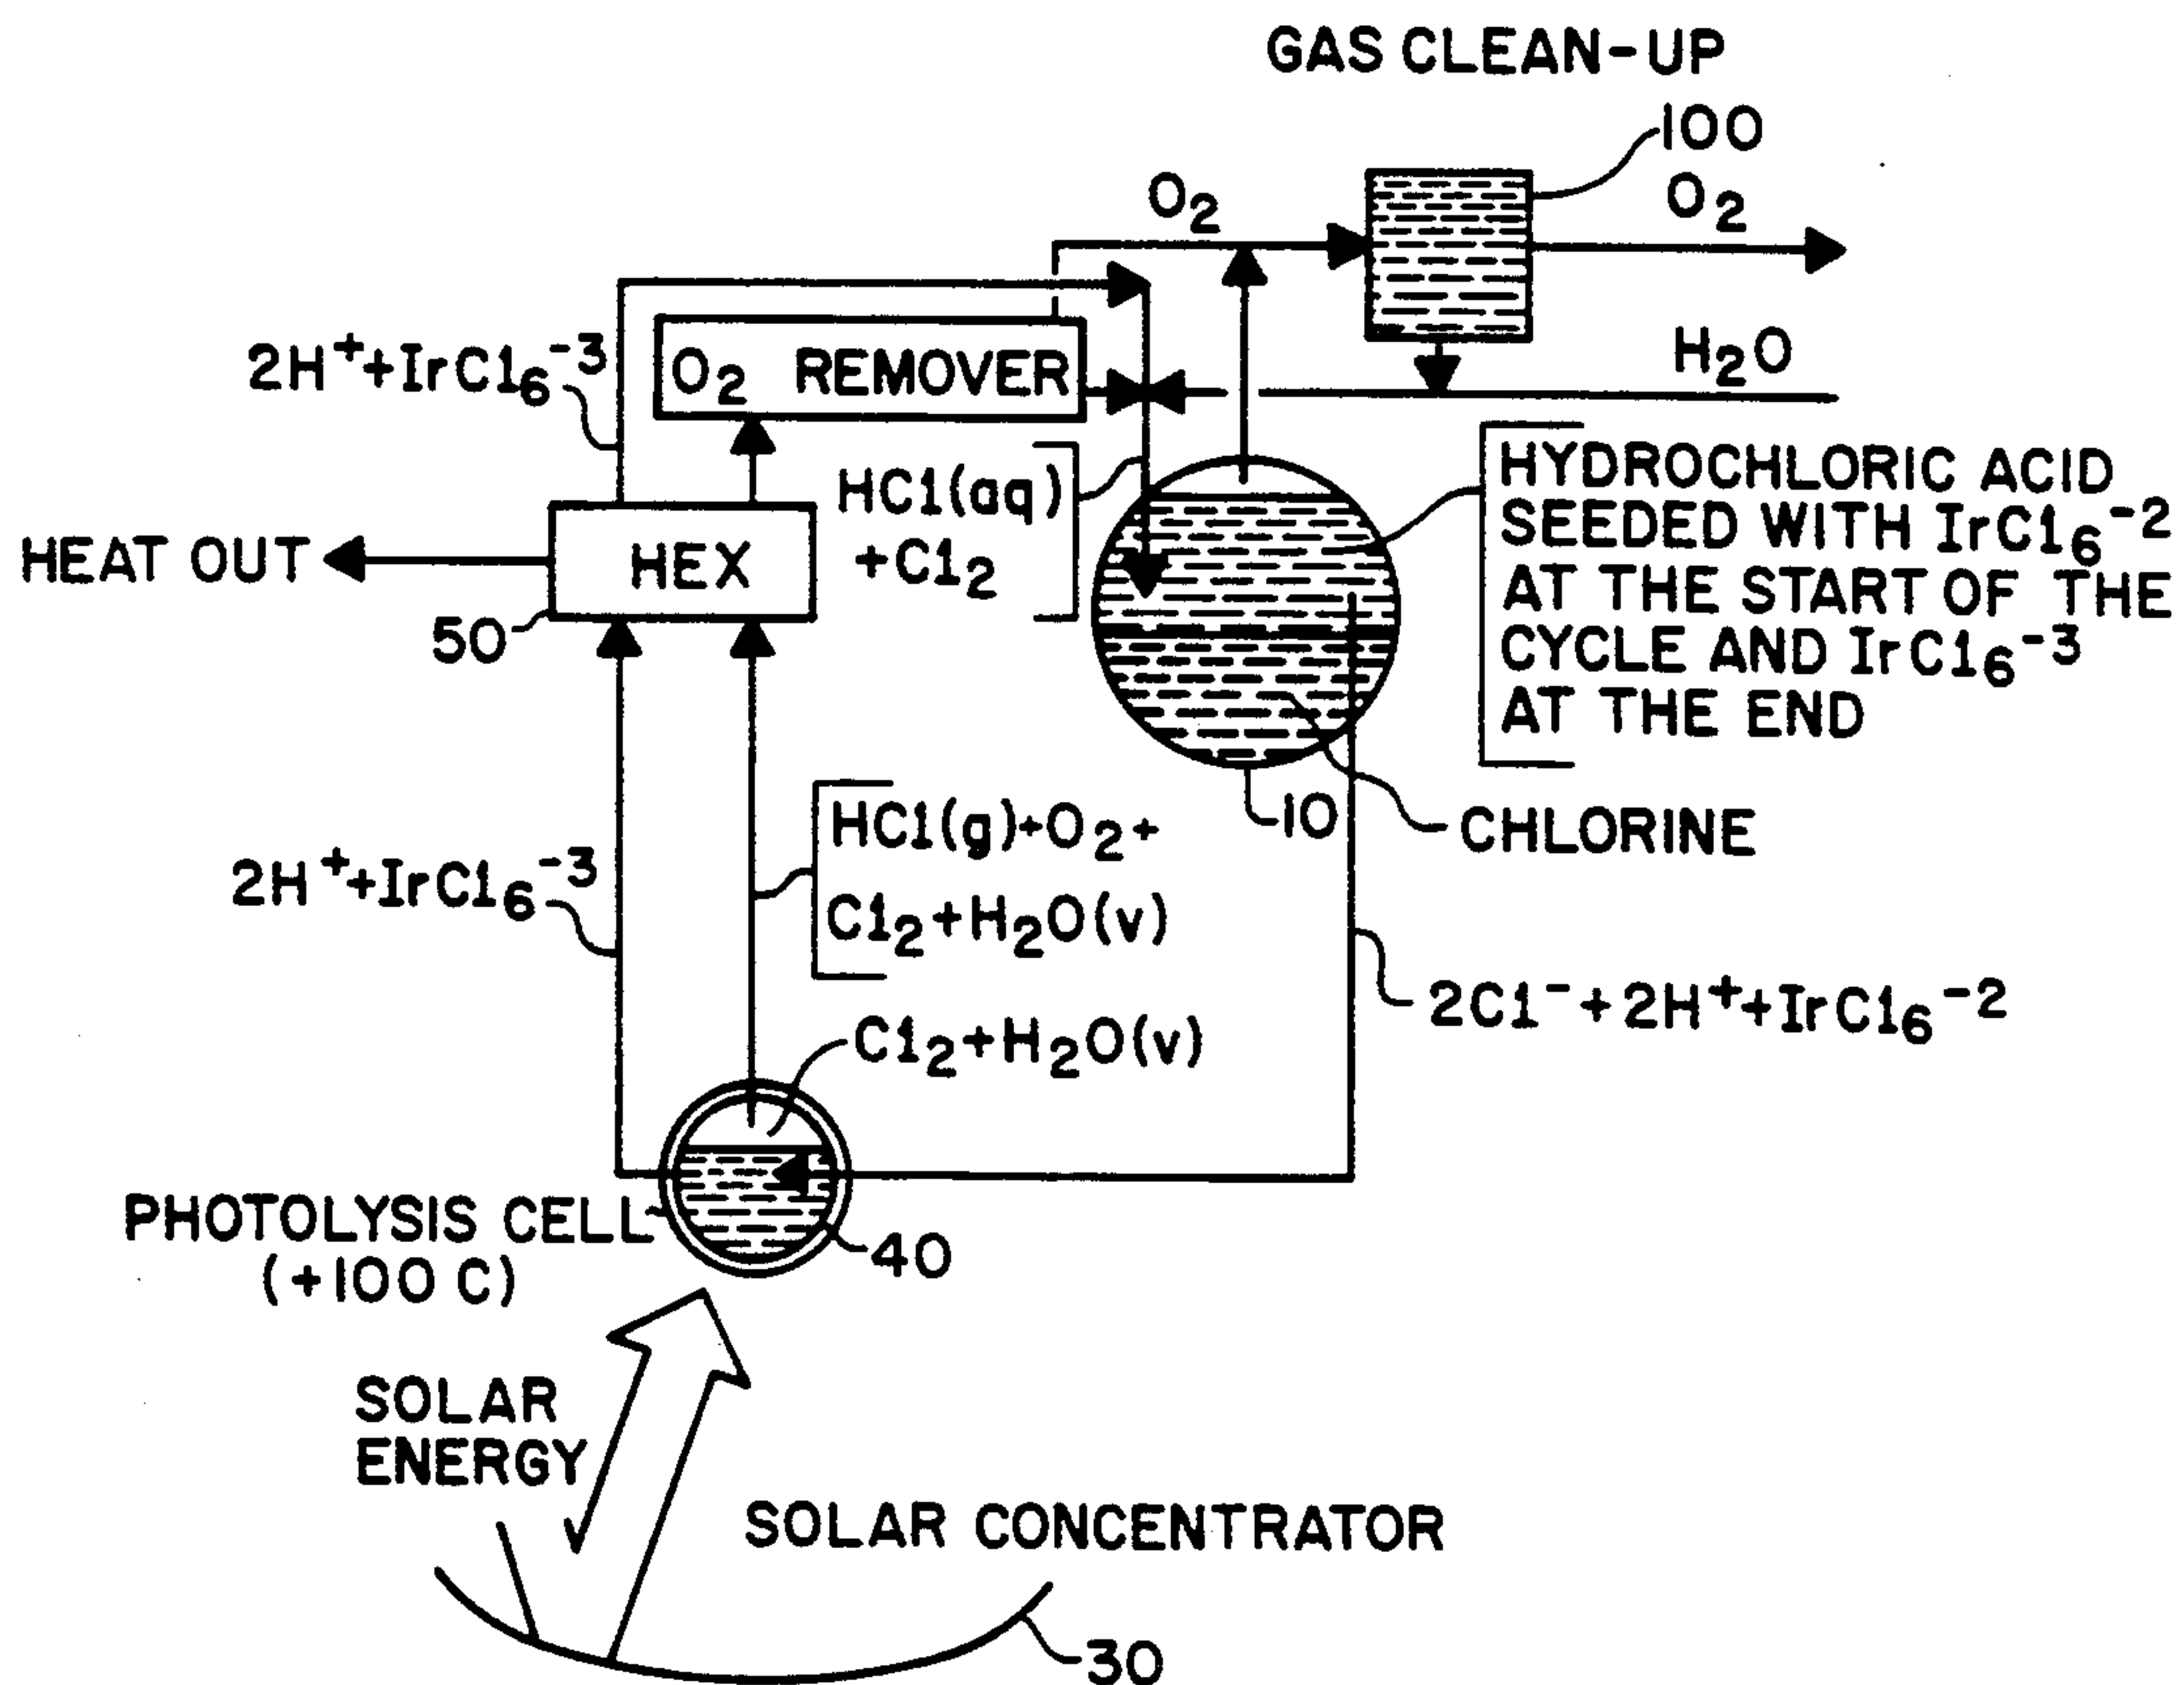 GAS CLEAN-UP
100
O2
O2
2H++IrCl6-3
O2 REMOVER
H2O
HCl(aq)
+Cl2
HYDROCHLORIC ACID
SEEDED WITH IrCl6-2
AT THE START OF THE
CYCLE AND IrCl6-3
AT THE END
HEAT OUT
HEX
50
10
CHLORINE
HCl(g)+O2+
Cl2+H2O(v)
2H++IrCl6-3
2Cl-+2H++IrCl6-2
Cl2+H2O(v)
PHOTOLYSIS CELL
(+100 C)
40
SOLAR
ENERGY
SOLAR CONCENTRATOR
30